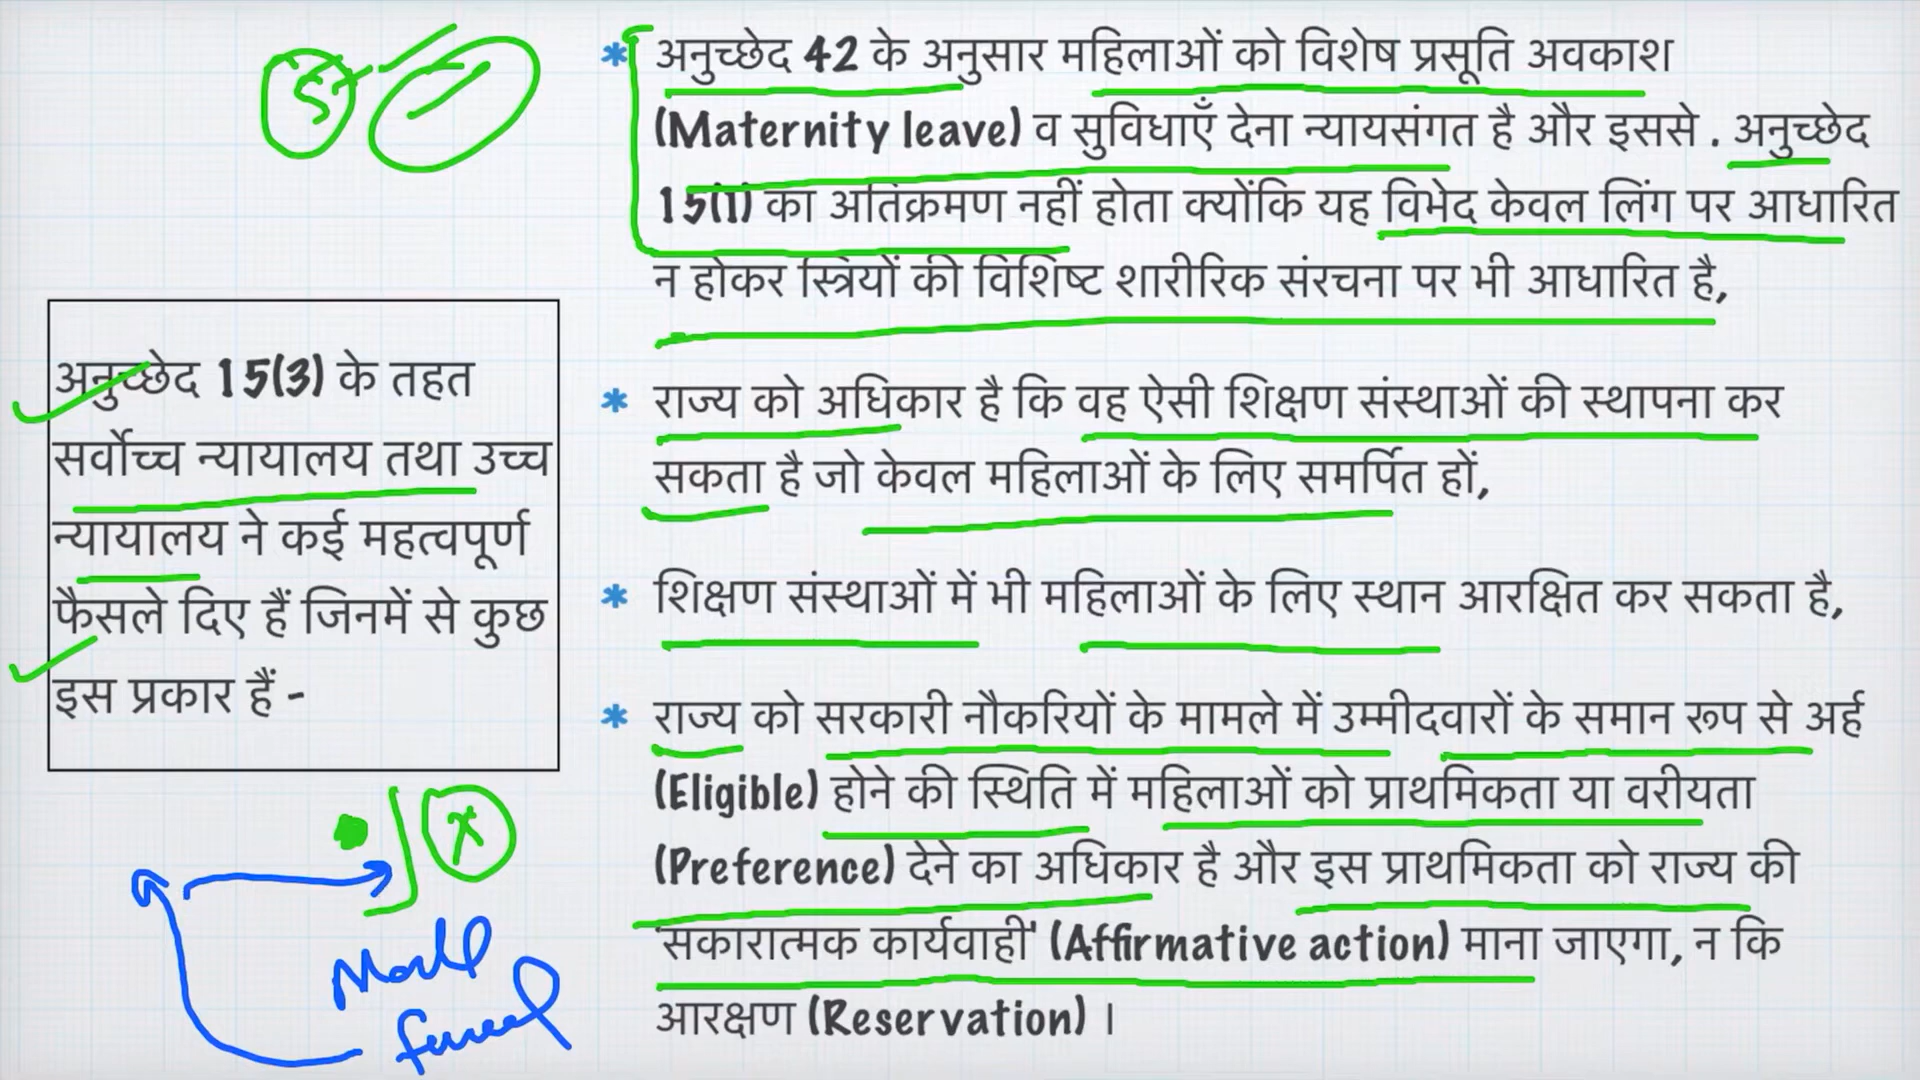 5
अनुच्छेद 15(3) के तहत
सर्वोच्च न्यायालय तथा उच्च
न्यायालय ने कई महत्वपूर्ण
फैसले दिए हैं जिनमें से कुछ
इस प्रकार हैं -
x
* अनुच्छेद 42 के अनुसार महिलाओं को विशेष प्रसूति अवकाश
(Maternity leave) व सुविधाएँ देना न्यायसंगत है और इससे . अनुच्छेद
15(1) का अतिक्रमण नहीं होता क्योंकि यह विभेद केवल लिंग पर आधारित
न होकर स्त्रियों की विशिष्ट शारीरिक संरचना पर भी आधारित है,
* राज्य को अधिकार है कि वह ऐसी शिक्षण संस्थाओं की स्थापना कर
सकता है जो केवल महिलाओं के लिए समर्पित हों,
* शिक्षण संस्थाओं में भी महिलाओं के लिए स्थान आरक्षित कर सकता है,
* राज्य को सरकारी नौकरियों के मामले में उम्मीदवारों के समान रूप से अर्ह
(Eligible) होने की स्थिति में महिलाओं को प्राथमिकता या वरीयता
(Preference) देने का अधिकार है और इस प्राथमिकता को राज्य की
'सकारात्मक कार्यवाही' (Affirmative action) माना जाएगा, न कि
आरक्षण (Reservation) ।